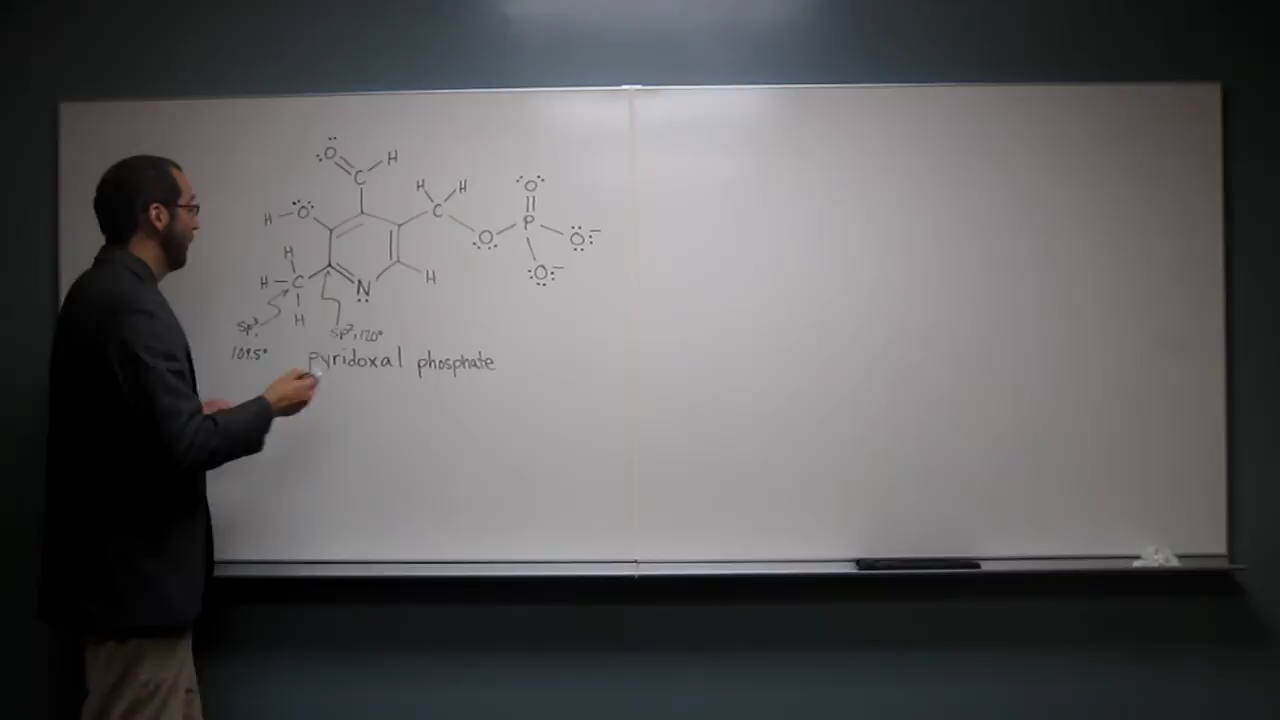 O H
C
H H
O
H O
C
P
O
O⁻
H
O⁻
H C
H
N
H
sp³,
sp², 120°
109.5°
pyridoxal phosphate